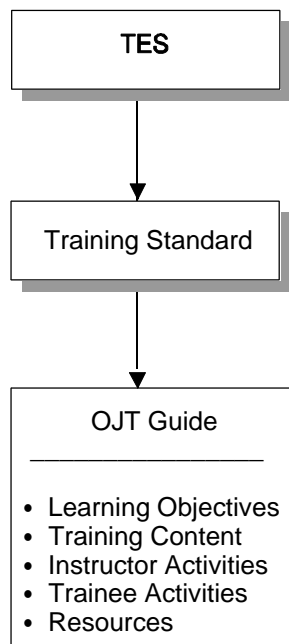 TES
Training Standard
OJT Guide
• Learning Objectives
• Training Content
• Instructor Activities
• Trainee Activities
• Resources